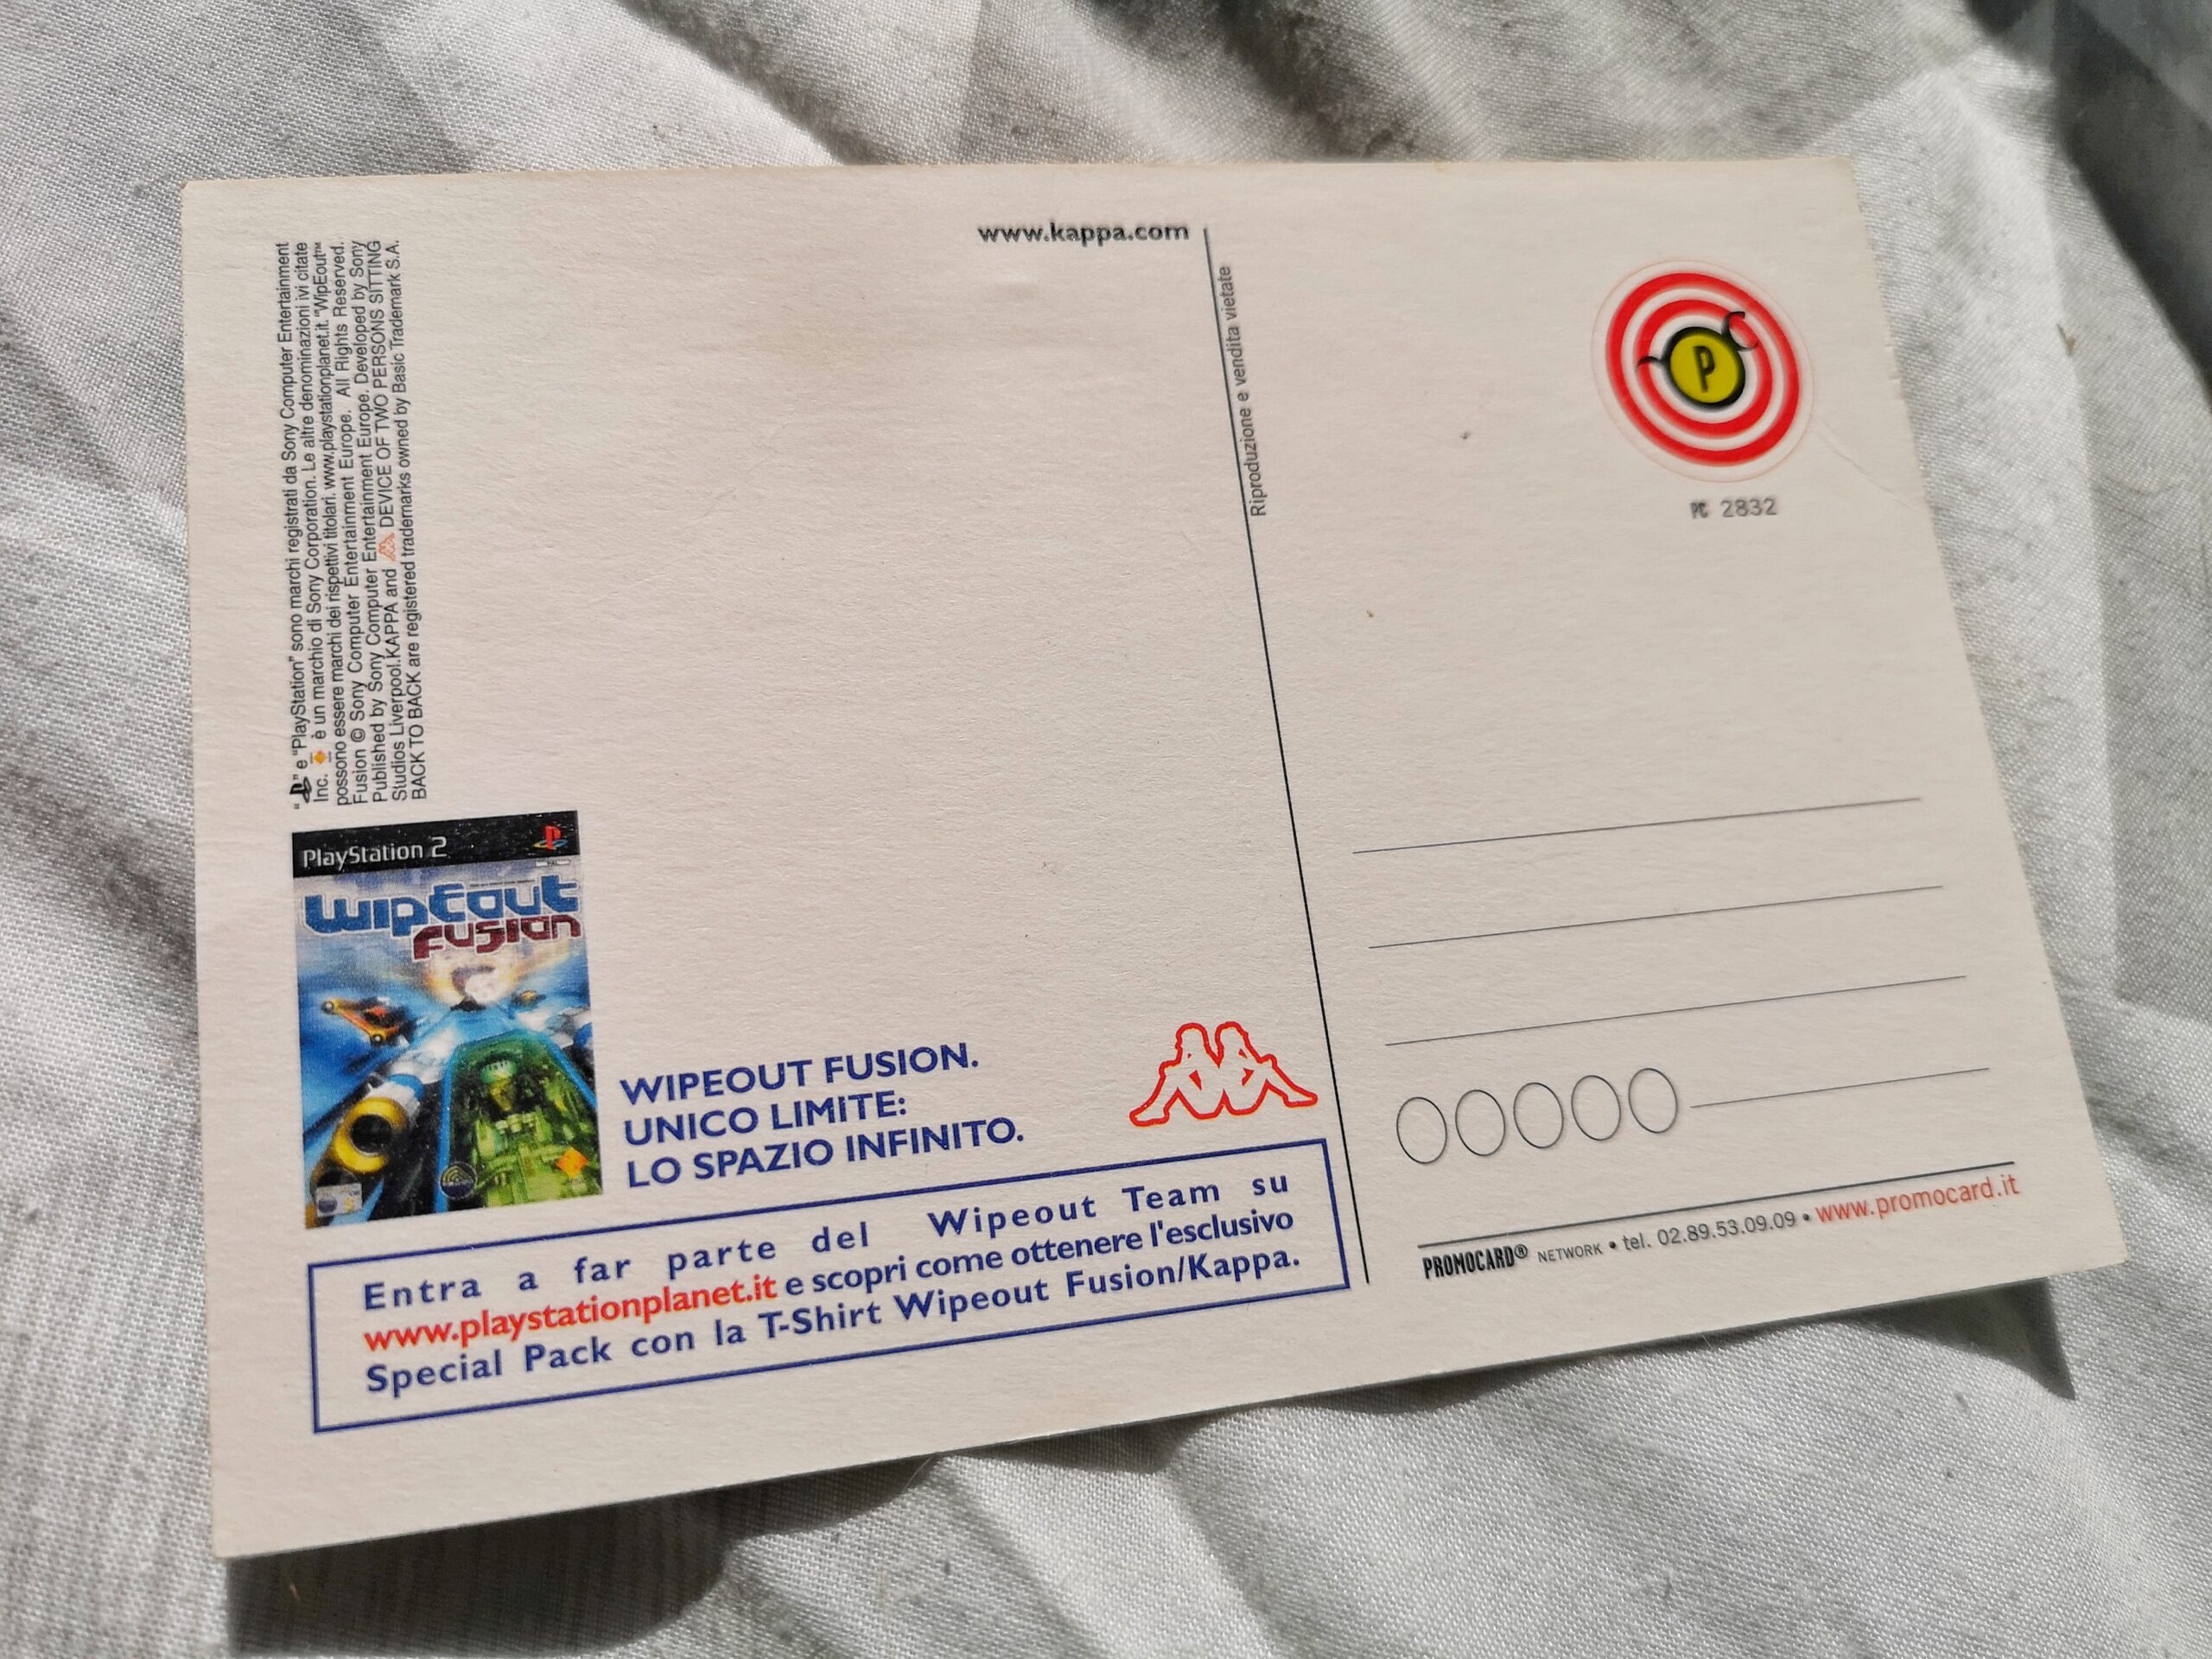 www.kappa.com
"PlayStation" sono marchi registrati da Sony Computer Entertainment
Inc. è un marchio di Sony Corporation. Le altre denominazioni ivi citate
possono essere marchi dei rispettivi titolari. www.playstationplanet.it. "WipEout™
Fusion © Sony Computer Entertainment Europe. All Rights Reserved.
Published by Sony Computer Entertainment Europe. Developed by Sony
Studios Liverpool.KAPPA and DEVICE OF TWO PERSONS SITTING
BACK TO BACK are registered trademarks owned by Basic Trademark S.A.
PlayStation 2
wipEout
fusion
WIPEOUT FUSION.
UNICO LIMITE:
LO SPAZIO INFINITO.
Entra a far parte del Wipeout Team su
www.playstationplanet.it e scopri come ottenere l'esclusivo
Special Pack con la T-Shirt Wipeout Fusion/Kappa.
Riproduzione e vendita vietate
P C
PC 2832
PROMOCARD® NETWORK • tel. 02.89.53.09.09 • www.promocard.it